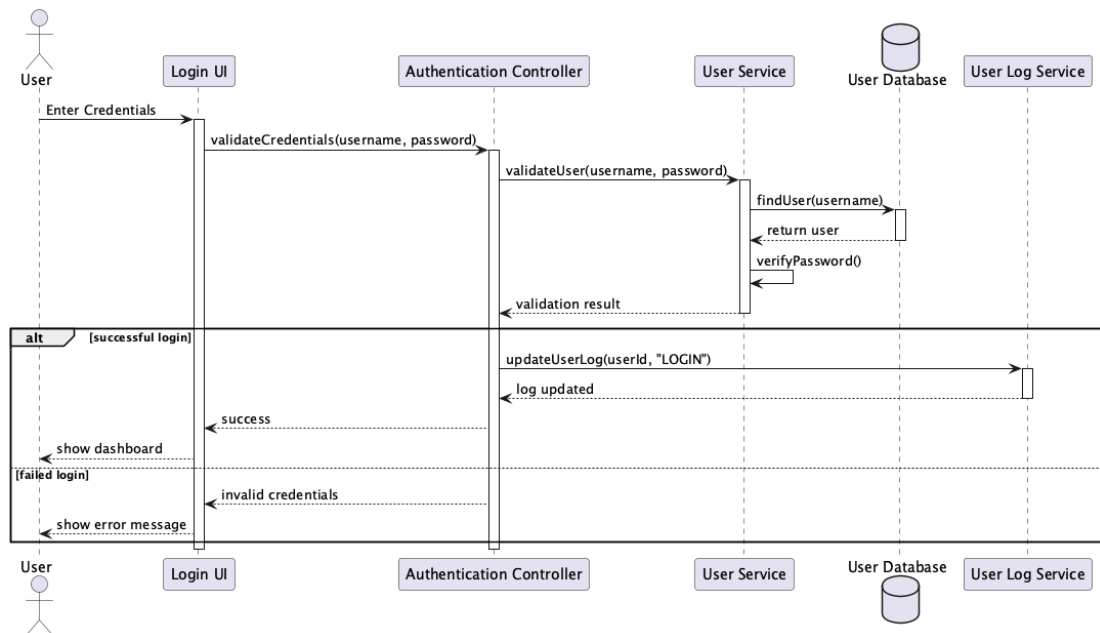 User
Login UI
Authentication Controller
User Service
User Database
User Log Service
Enter Credentials
validateCredentials(username, password)
validateUser(username, password)
findUser(username)
return user
verifyPassword()
validation result
alt [successful login]
updateUserLog(userId, "LOGIN")
log updated
success
show dashboard
[failed login]
invalid credentials
show error message
User
Login UI
Authentication Controller
User Service
User Database
User Log Service